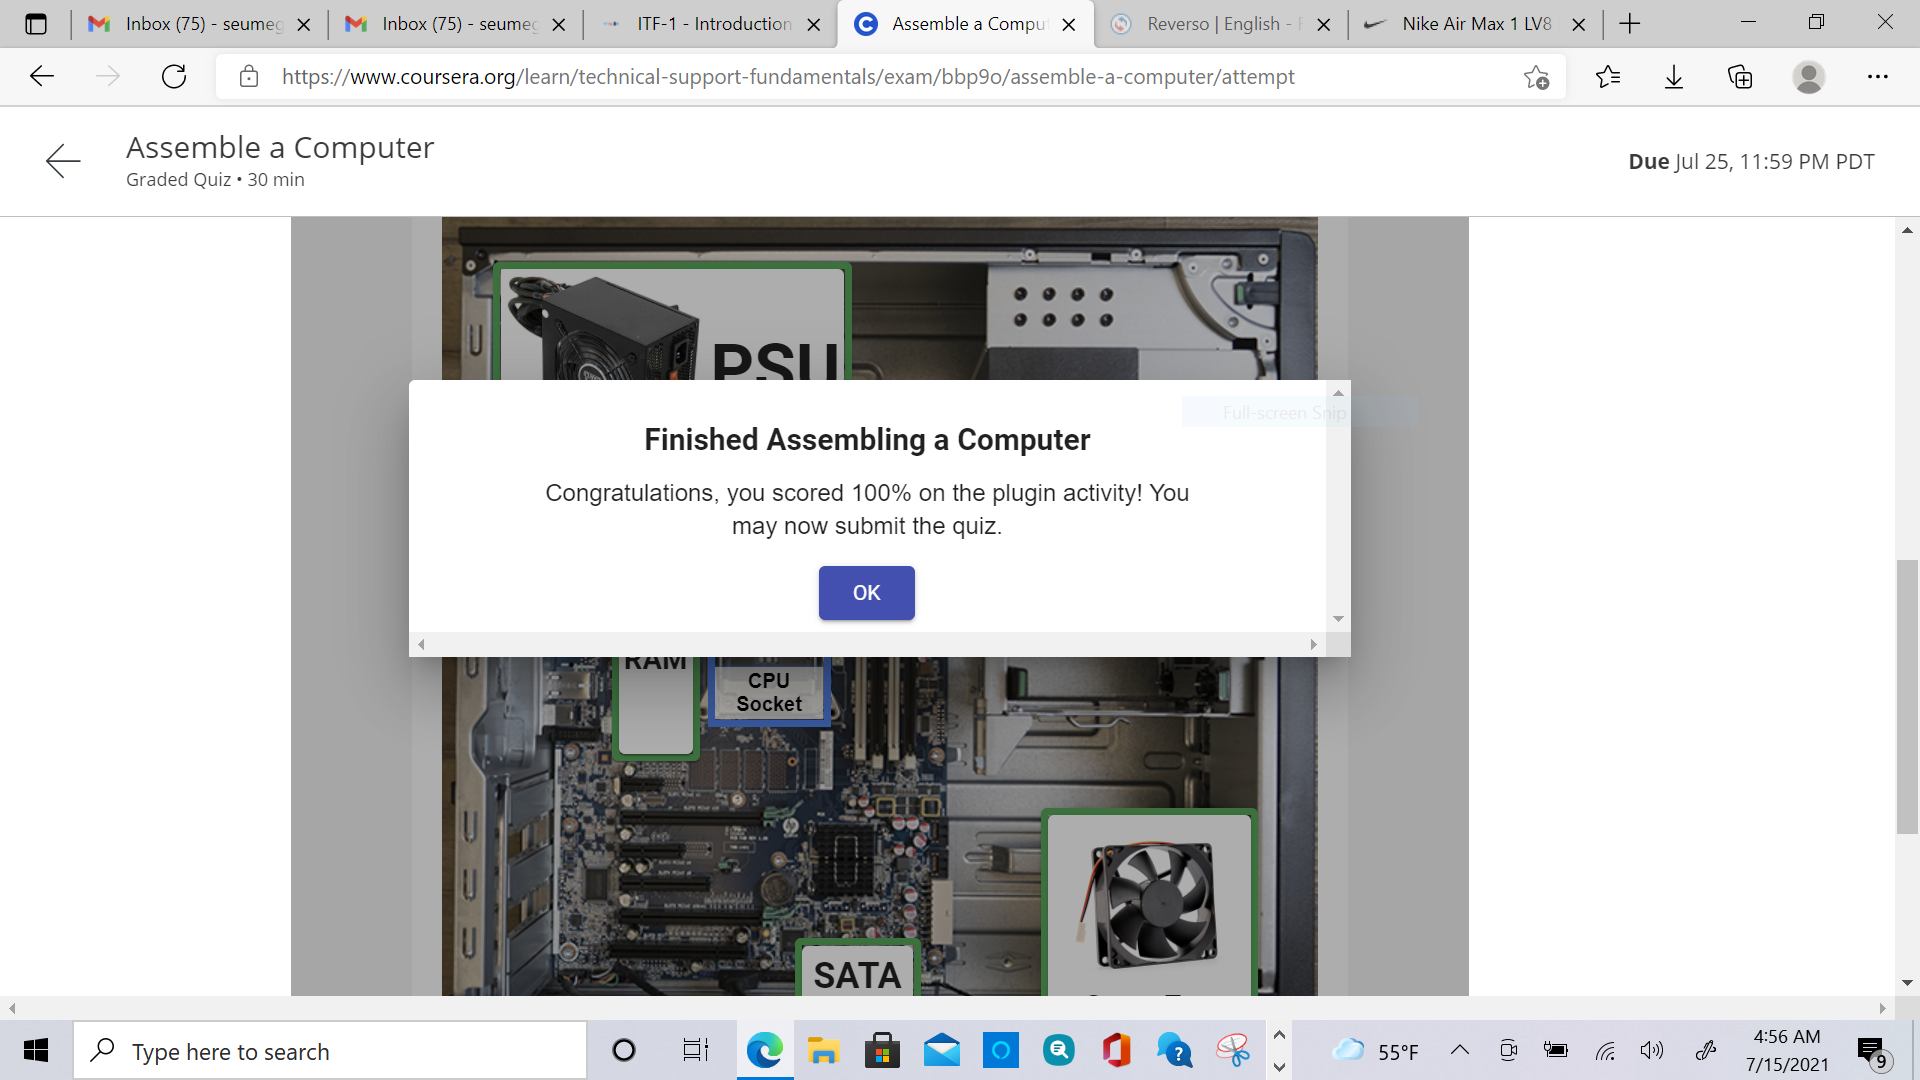 Inbox (75) - seumeg
Inbox (75) - seumeg
ITF-1 - Introduction
Assemble a Comput
Reverso | English -
Nike Air Max 1 LV8
https://www.coursera.org/learn/technical-support-fundamentals/exam/bbp9o/assemble-a-computer/attempt
Assemble a Computer
Graded Quiz • 30 min
Due Jul 25, 11:59 PM PDT
PSU
Full-screen Snip
Finished Assembling a Computer
Congratulations, you scored 100% on the plugin activity! You
may now submit the quiz.
OK
RAM
CPU
Socket
SATA
Type here to search
55°F
4:56 AM
7/15/2021
9